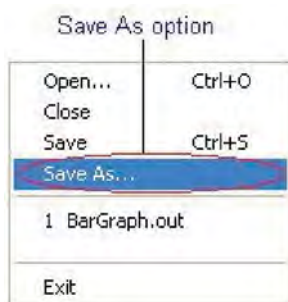 Save As option
Open... Ctrl+O
Close
Save Ctrl+S
Save As...
1 BarGraph.out
Exit